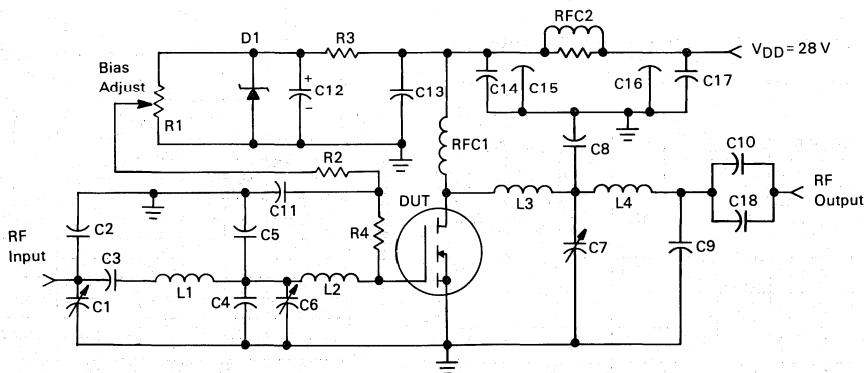 RFC2
D1
R3
V_DD = 28 V
Bias
Adjust
+
C12
–
C13
C14
C15
C16
C17
R1
RFC1
R2
C8
C10
C11
DUT
L3
L4
C18
RF
Output
RF
Input
C2
C5
R4
C7
C9
C3
L1
C4
C6
L2
C1